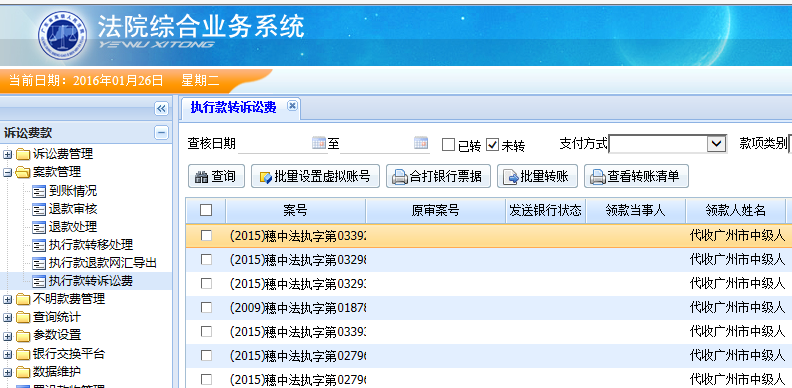 法院综合业务系统
YEWU XITONG
当前日期：2016年01月26日 星期二
诉讼费款
诉讼费管理
案款管理
到账情况
退款审核
退款处理
执行款转移处理
执行款退款网汇导出
执行款转诉讼费
不明款费管理
查询统计
参数设置
银行交换平台
数据维护
执行款转诉讼费
查核日期 至 已转 未转 支付方式 款项类别
查询 批量设置虚拟账号 合打银行票据 批量转账 查看转账清单
案号 原审案号 发送银行状态 领款当事人 领款人姓名
(2015)穗中法执字第0339 代收广州市中级人
(2015)穗中法执字第0329 代收广州市中级人
(2015)穗中法执字第0329 代收广州市中级人
(2009)穗中法执字第0187 代收广州市中级人
(2015)穗中法执字第0339 代收广州市中级人
(2015)穗中法执字第0279 代收广州市中级人
(2015)穗中法执字第0279 代收广州市中级人